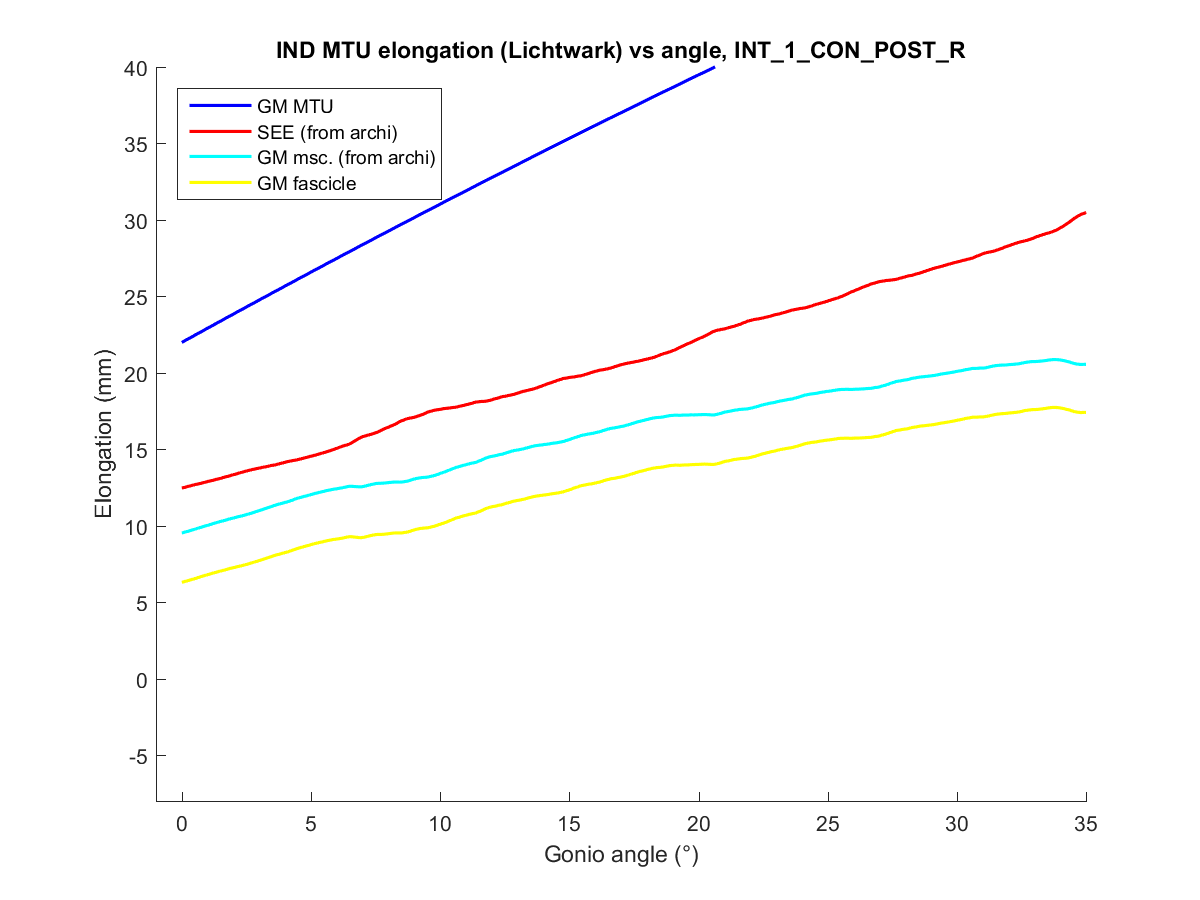 IND MTU elongation (Lichtwark) vs angle, INT_1_CON_POST_R
40
35
30
25
20
15
10
5
0
-5
Elongation (mm)
GM MTU
SEE (from archi)
GM msc. (from archi)
GM fascicle
0 5 10 15 20 25 30 35
Gonio angle (°)